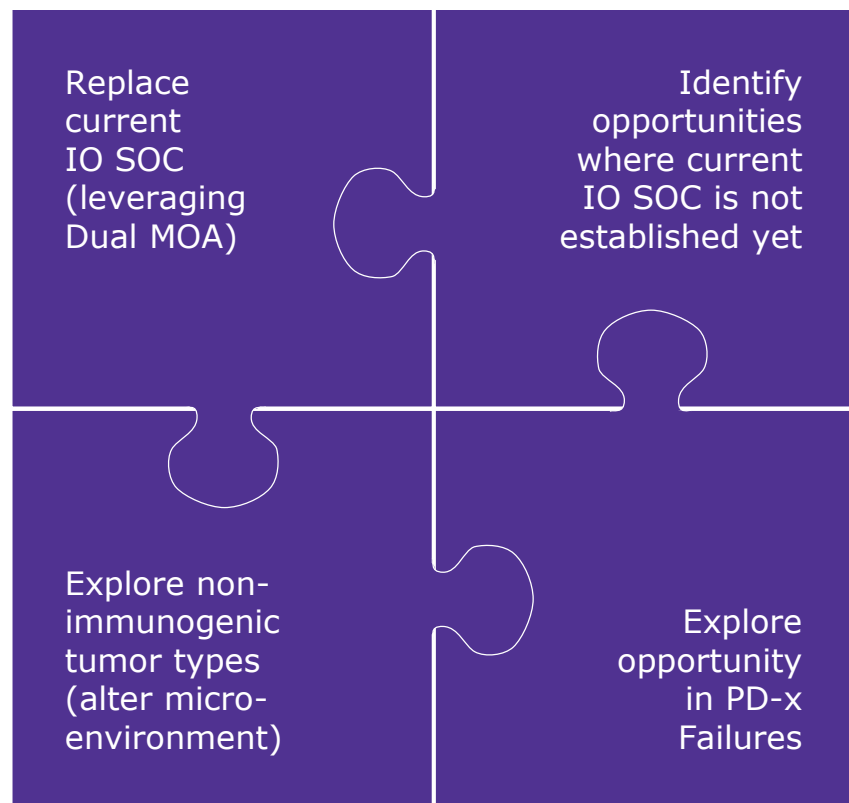 Replace
current
IO SOC
(leveraging
Dual MOA)
Identify
opportunities
where current
IO SOC is not
established yet
Explore non-
immunogenic
tumor types
(alter micro-
environment)
Explore
opportunity
in PD-x
Failures